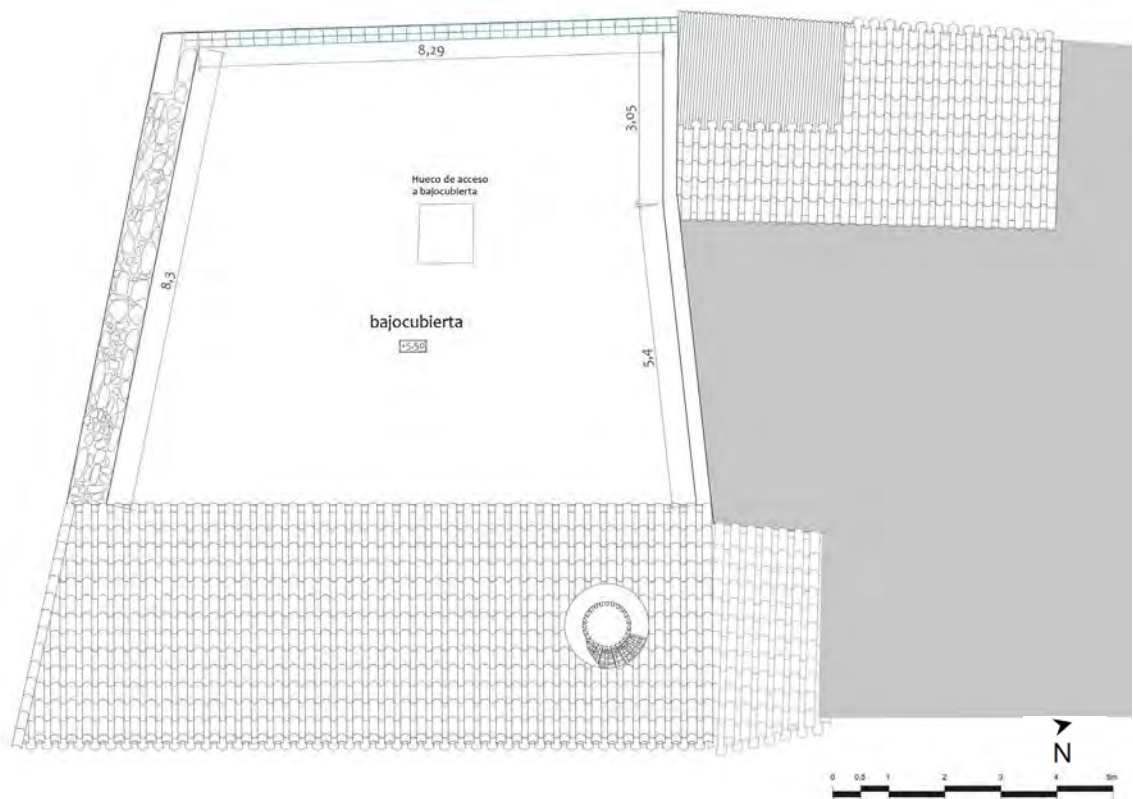 8,29
3,05
Hueco de acceso
a bajocubierta
8,3
bajocubierta
+5.50
5,4
N
0 0,5 1 2 3 4 5m